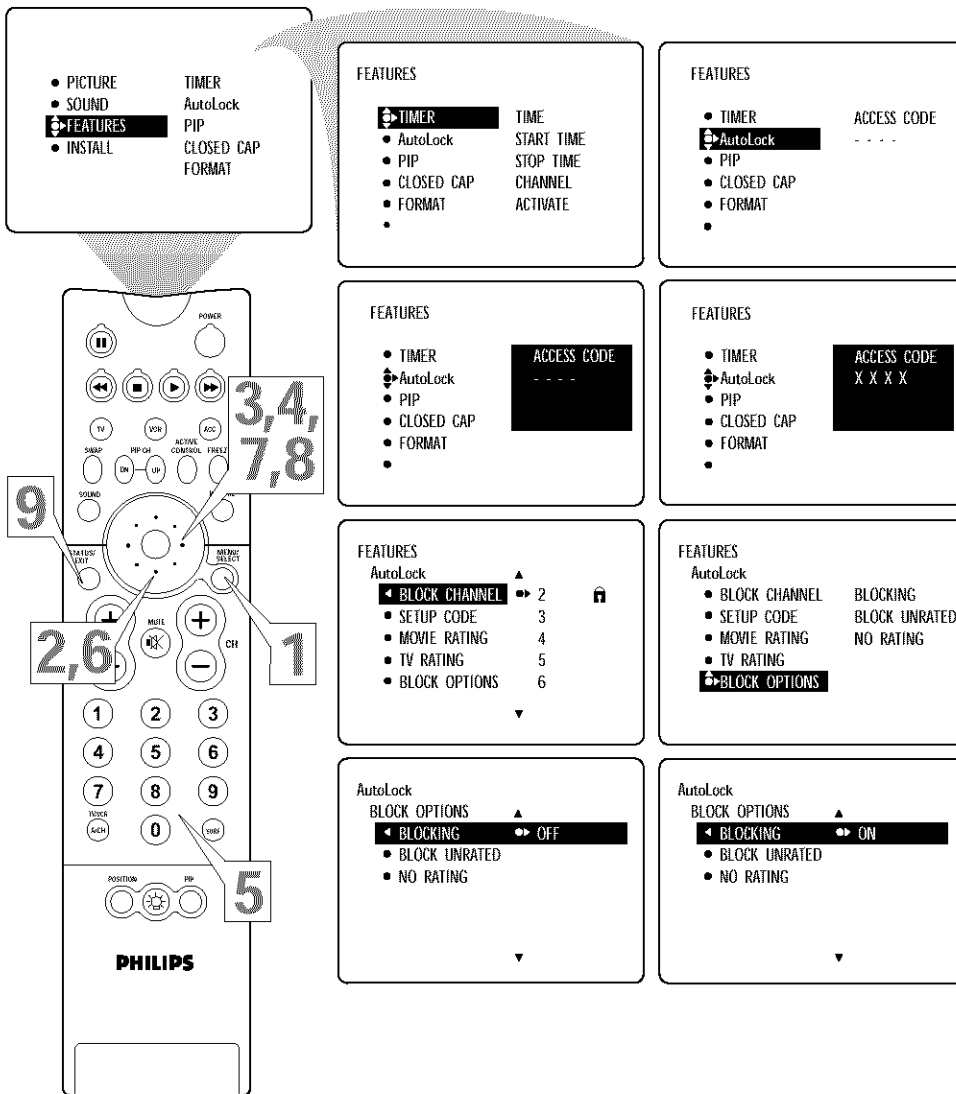 PICTURE TIMER
SOUND AutoLock
FEATURES PIP
INSTALL CLOSED CAP
FORMAT
FEATURES
TIMER TIME
AutoLock START TIME
PIP STOP TIME
CLOSED CAP CHANNEL
FORMAT ACTIVATE
FEATURES
TIMER ACCESS CODE
AutoLock - - - -
PIP
CLOSED CAP
FORMAT
FEATURES
TIMER ACCESS CODE
AutoLock - - - -
PIP
CLOSED CAP
FORMAT
FEATURES
TIMER ACCESS CODE
AutoLock X X X X
PIP
CLOSED CAP
FORMAT
FEATURES
AutoLock
BLOCK CHANNEL 2
SETUP CODE 3
MOVIE RATING 4
TV RATING 5
BLOCK OPTIONS 6
FEATURES
AutoLock
BLOCK CHANNEL BLOCKING
SETUP CODE BLOCK UNRATED
MOVIE RATING NO RATING
TV RATING
BLOCK OPTIONS
AutoLock
BLOCK OPTIONS
BLOCKING OFF
BLOCK UNRATED
NO RATING
AutoLock
BLOCK OPTIONS
BLOCKING ON
BLOCK UNRATED
NO RATING
POWER
TV VCR ACC
SWAP PIP CH ACTIVE CONTROL
DN UP
SOUND
3,4,
7,8
9
STATUS/
EXIT
MENU/
SELECT
2,6
1
MUTE
CH
1 2 3
4 5 6
7 8 9
TV/VCR
A/CH 0 SURF
5
POSITION PIP
PHILIPS